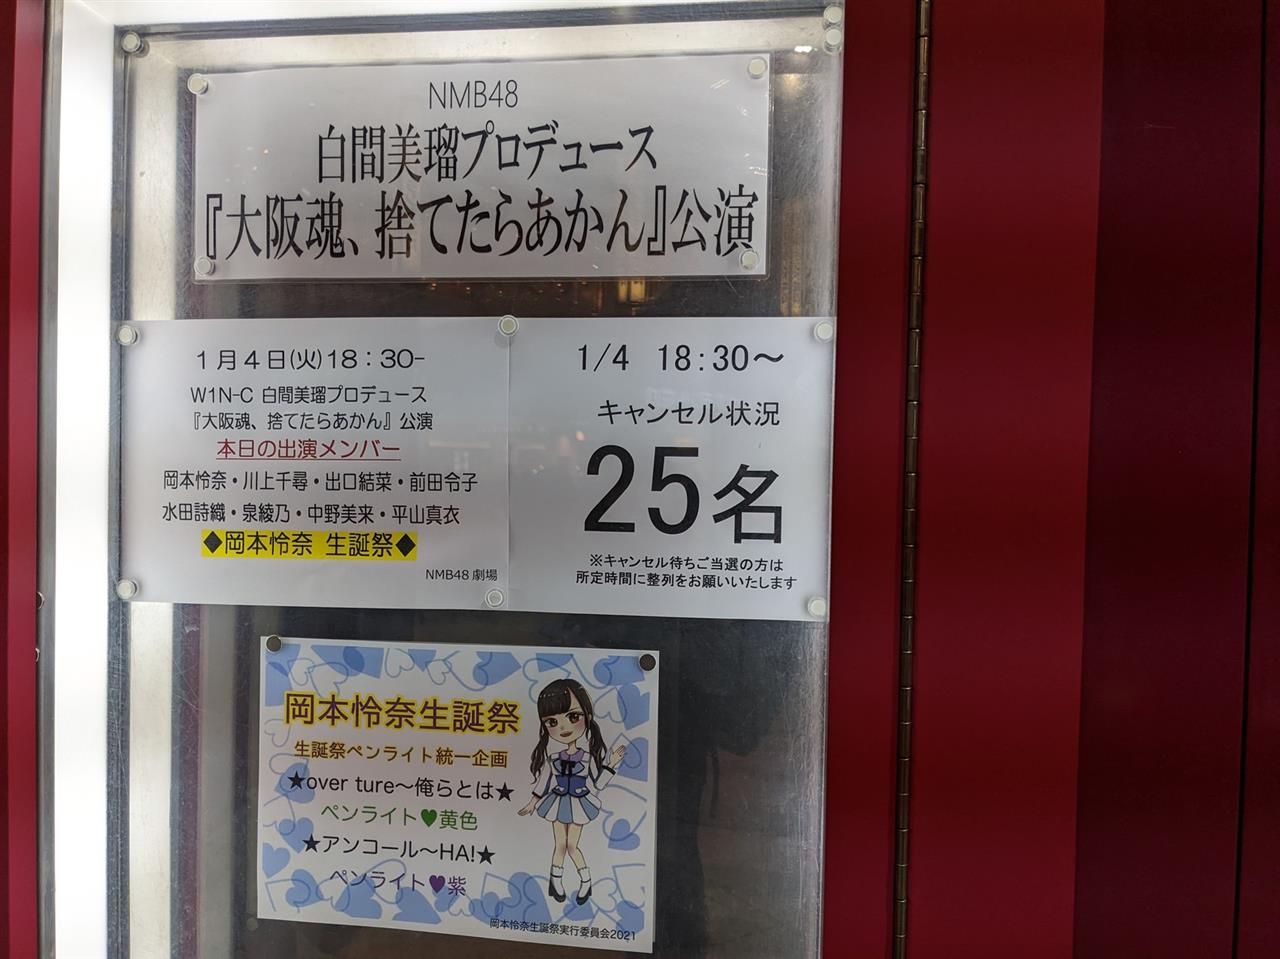 NMB48
白間美瑠プロデュース
『大阪魂、捨てたらあかん』公演
1月4日(火)18:30-
W1N-C 白間美瑠プロデュース
『大阪魂、捨てたらあかん』公演
本日の出演メンバー
岡本怜奈・川上千尋・出口結菜・前田令子
水田詩織・泉綾乃・中野美来・平山真衣
◆岡本怜奈 生誕祭◆
NMB48 劇場
1/4 18:30～
キャンセル状況
25名
※キャンセル待ちご当選の方は
所定時間に整列をお願いいたします
岡本怜奈生誕祭
生誕祭ペンライト統一企画
★over ture～俺らとは★
ペンライト♥黄色
★アンコール～HA!★
ペンライト♥紫
岡本怜奈生誕祭実行委員会2021